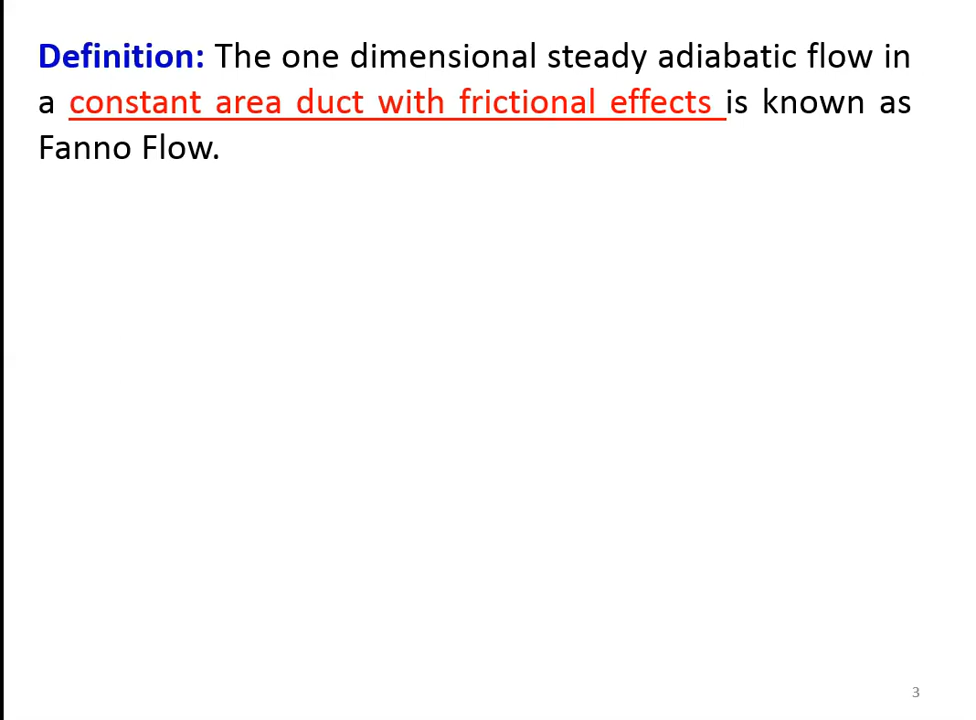 Definition: The one dimensional steady adiabatic flow in
a constant area duct with frictional effects is known as
Fanno Flow.
3